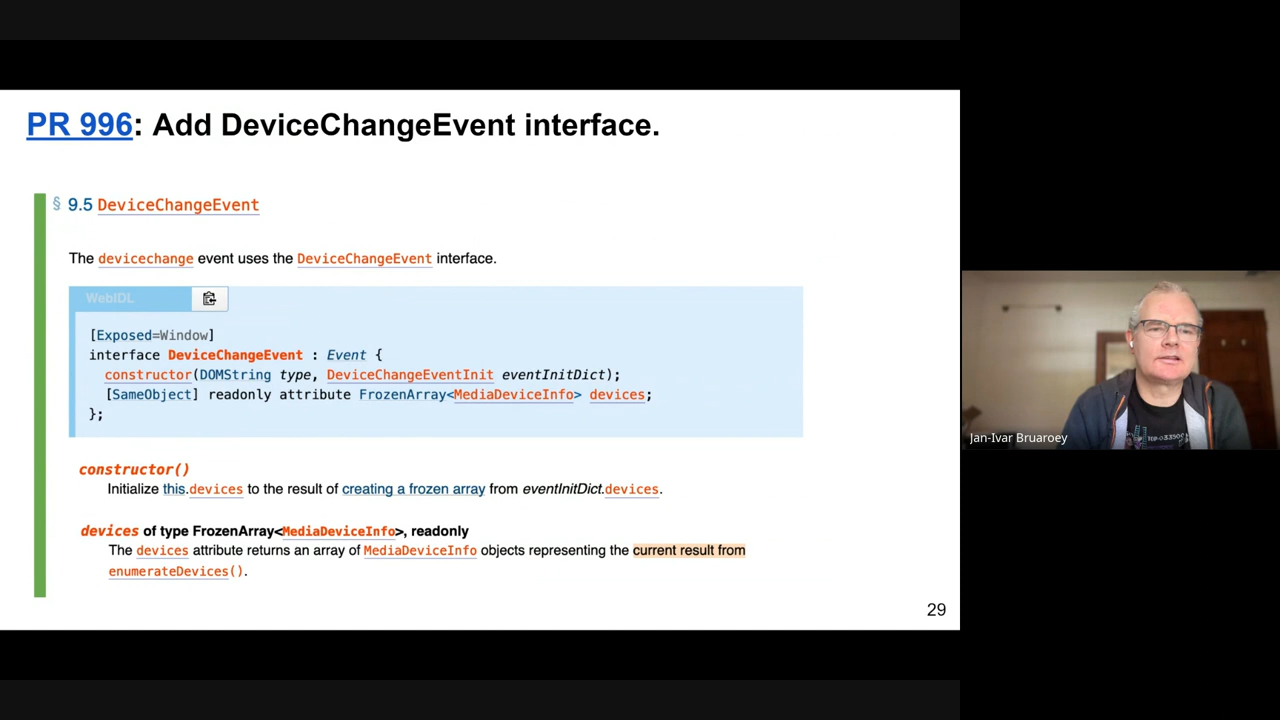 PR 996: Add DeviceChangeEvent interface.
§ 9.5 DeviceChangeEvent
The devicechange event uses the DeviceChangeEvent interface.
WebIDL
[Exposed=Window]
interface DeviceChangeEvent : Event {
constructor(DOMString type, DeviceChangeEventInit eventInitDict);
[SameObject] readonly attribute FrozenArray<MediaDeviceInfo> devices;
};
constructor()
Initialize this.devices to the result of creating a frozen array from eventInitDict.devices.
devices of type FrozenArray<MediaDeviceInfo>, readonly
The devices attribute returns an array of MediaDeviceInfo objects representing the current result from
enumerateDevices().
29
Jan-Ivar Bruaroey